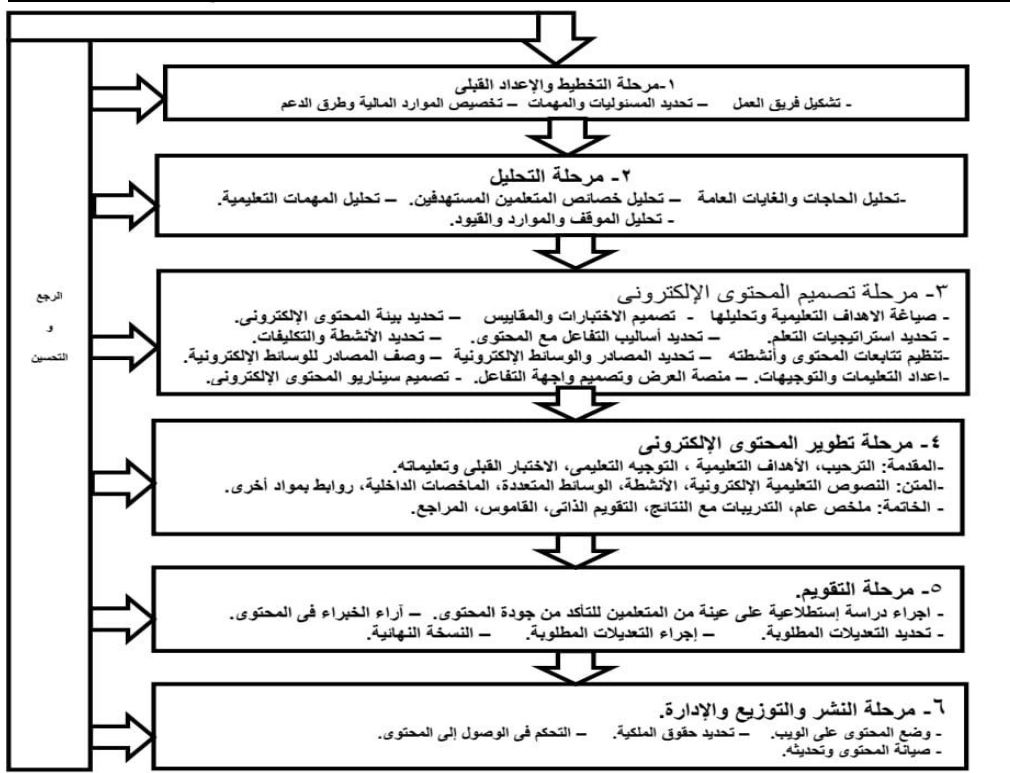 ١-مرحلة التخطيط والإعداد القبلى
- تشكيل فريق العمل – تحديد المسئوليات والمهمات – تخصيص الموارد المالية وطرق الدعم
٢- مرحلة التحليل
-تحليل الحاجات والغايات العامة – تحليل خصائص المتعلمين المستهدفين. – تحليل المهمات التعليمية.
- تحليل الموقف والموارد والقيود.
٣- مرحلة تصميم المحتوى الإلكترونى
- صياغة الاهداف التعليمية وتحليلها - تصميم الاختبارات والمقاييس – تحديد بيئة المحتوى الإلكترونى.
- تحديد استراتيجيات التعلم. – تحديد أساليب التفاعل مع المحتوى. – تحديد الأنشطة والتكليفات.
-تنظيم تتابعات المحتوى وأنشطته – تحديد المصادر والوسائط الإلكترونية – وصف المصادر للوسائط الإلكترونية.
-اعداد التعليمات والتوجيهات. – منصة العرض وتصميم واجهة التفاعل. - تصميم سيناريو المحتوى الإلكترونى.
٤- مرحلة تطوير المحتوى الإلكترونى
-المقدمة: الترحيب، الأهداف التعليمية ، التوجيه التعليمى، الاختبار القبلى وتعليماته.
-المتن: النصوص التعليمية الإلكترونية، الأنشطة، الوسائط المتعددة، الماخصات الداخلية، روابط بمواد أخرى.
- الخاتمة: ملخص عام، التدريبات مع النتائج، التقويم الذاتى، القاموس، المراجع.
٥- مرحلة التقويم.
- اجراء دراسة إستطلاعية على عينة من المتعلمين للتأكد من جودة المحتوى. – آراء الخبراء فى المحتوى.
- تحديد التعديلات المطلوبة. – إجراء التعديلات المطلوبة. – النسخة النهائية.
٦- مرحلة النشر والتوزيع والإدارة.
- وضع المحتوى على الويب. – تحديد حقوق الملكية. – التحكم فى الوصول إلى المحتوى.
- صيانة المحتوى وتحديثه.
الرجع
و
التحسين